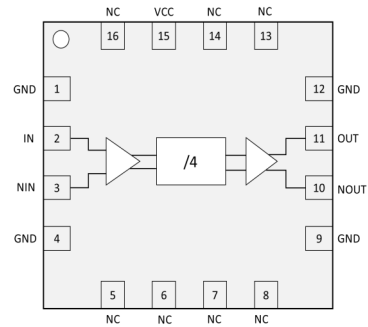 NC VCC NC NC
16 15 14 13
GND 1 12 GND
IN 2 11 OUT
/4
NIN 3 10 NOUT
GND 4 9 GND
5 6 7 8
NC NC NC NC